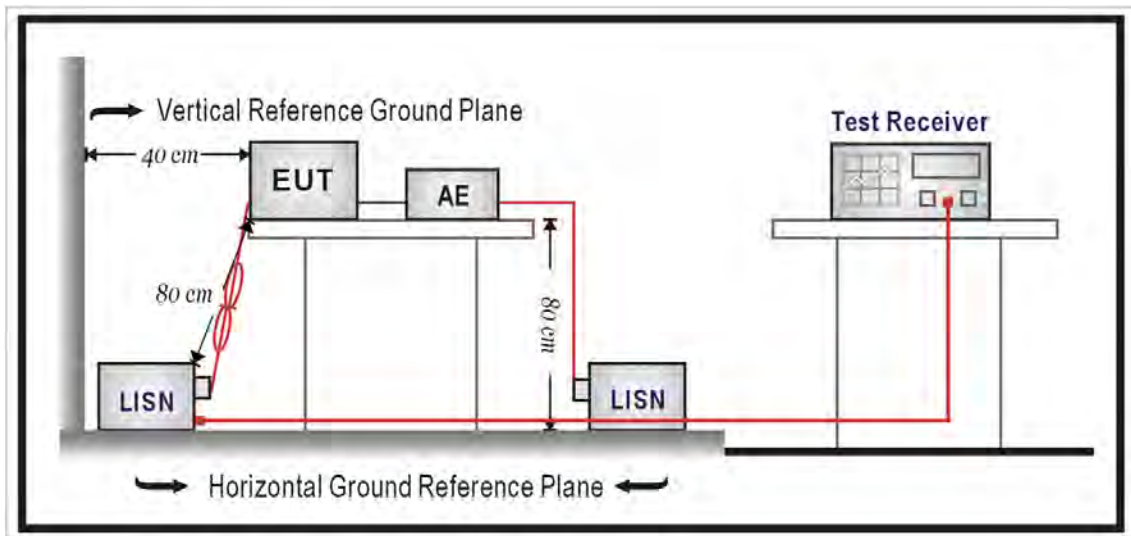 Vertical Reference Ground Plane
Test Receiver
40 cm
EUT
AE
80 cm
80 cm
LISN
LISN
Horizontal Ground Reference Plane